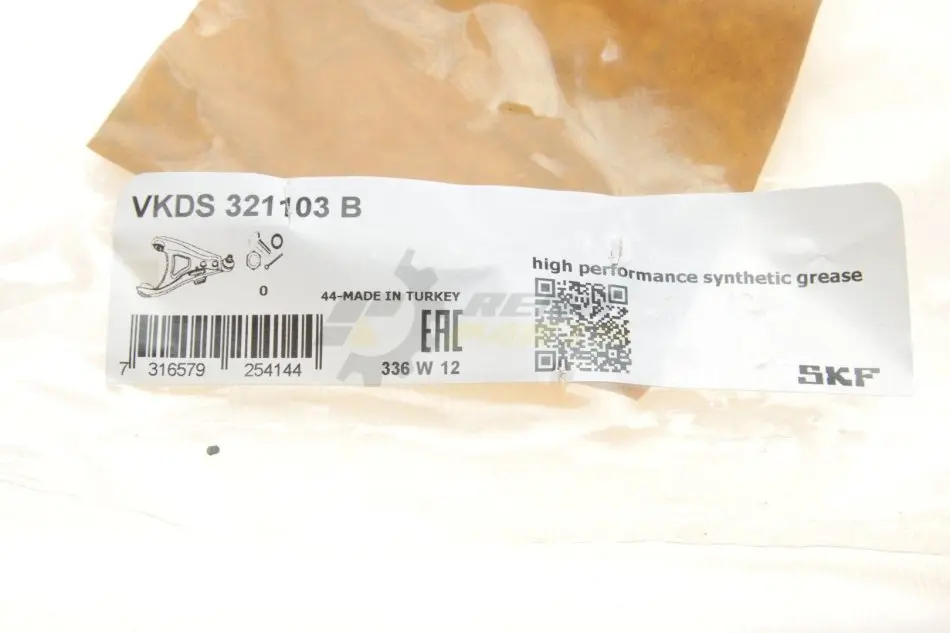 VKDS 321103 B
high performance synthetic grease
0
44-MADE IN TURKEY
EAC
336 W 12
7 316579 254144
SKF